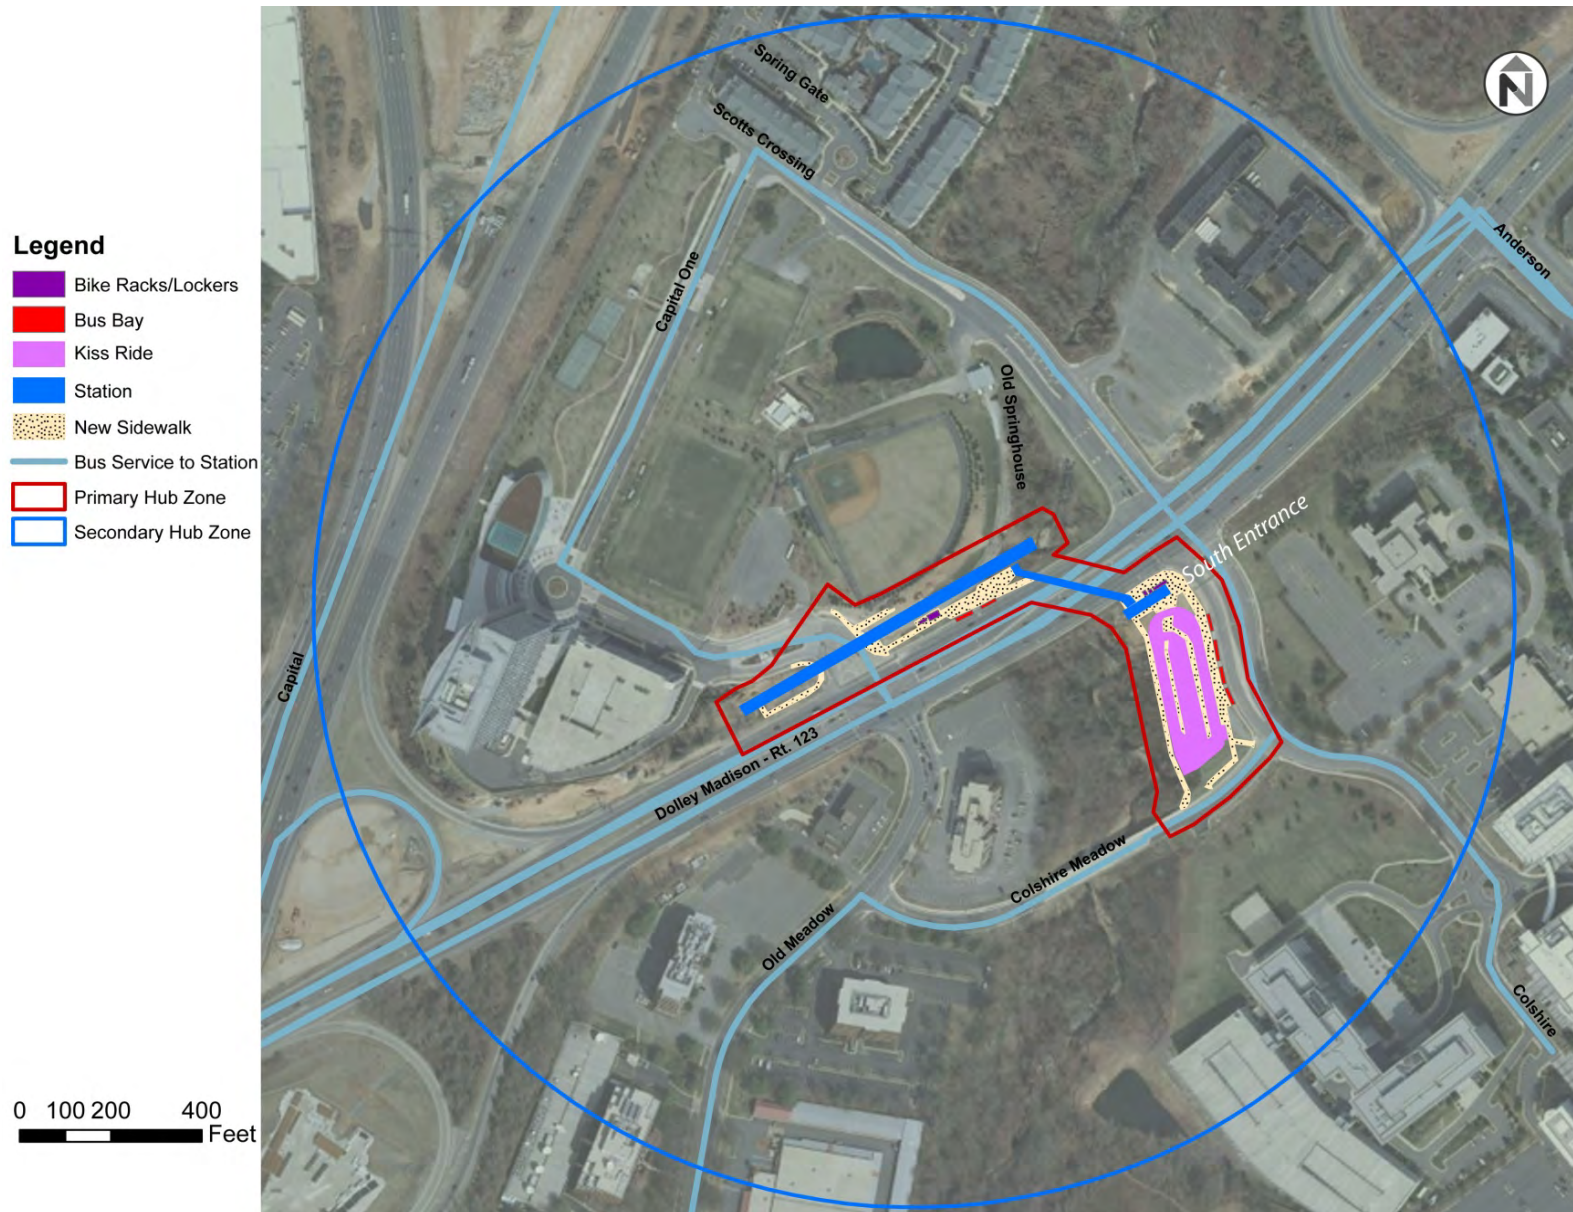 Legend
Bike Racks/Lockers
Bus Bay
Kiss Ride
Station
New Sidewalk
Bus Service to Station
Primary Hub Zone
Secondary Hub Zone
0 100 200 400
Feet
N
Spring Gate
Scotts Crossing
Capital One
Old Springhouse
Anderson
South Entrance
Capital
Dolley Madison - Rt. 123
Colshire Meadow
Old Meadow
Colshire